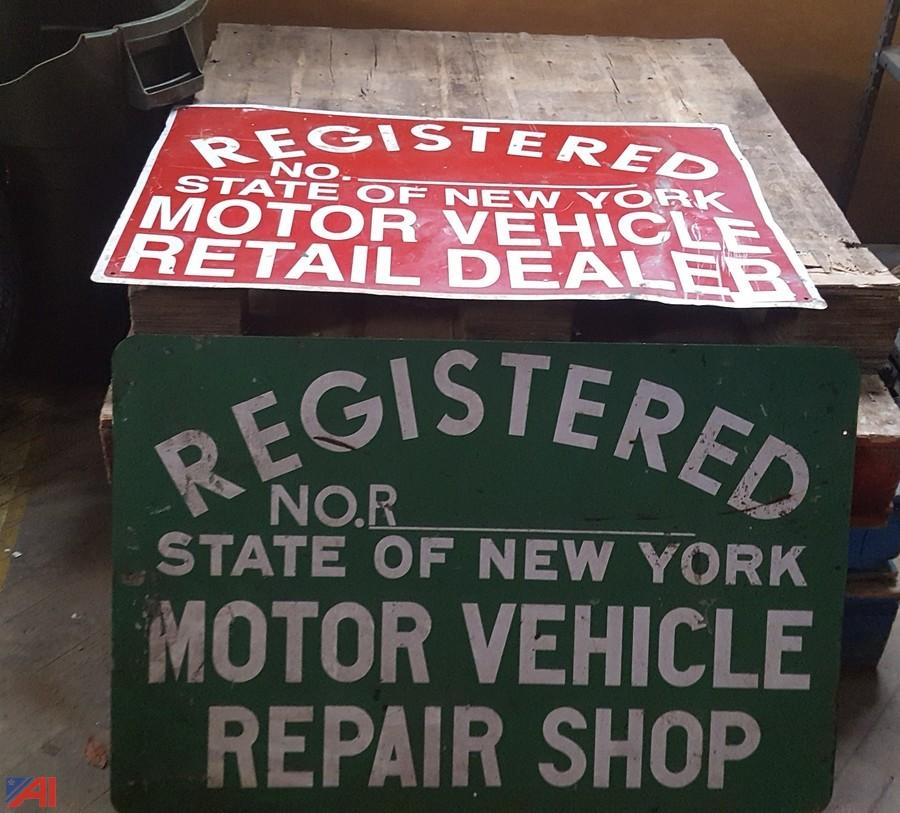 REGISTERED
NO.
STATE OF NEW YORK
MOTOR VEHICLE
RETAIL DEALER
REGISTERED
NO.R
STATE OF NEW YORK
MOTOR VEHICLE
REPAIR SHOP
AI